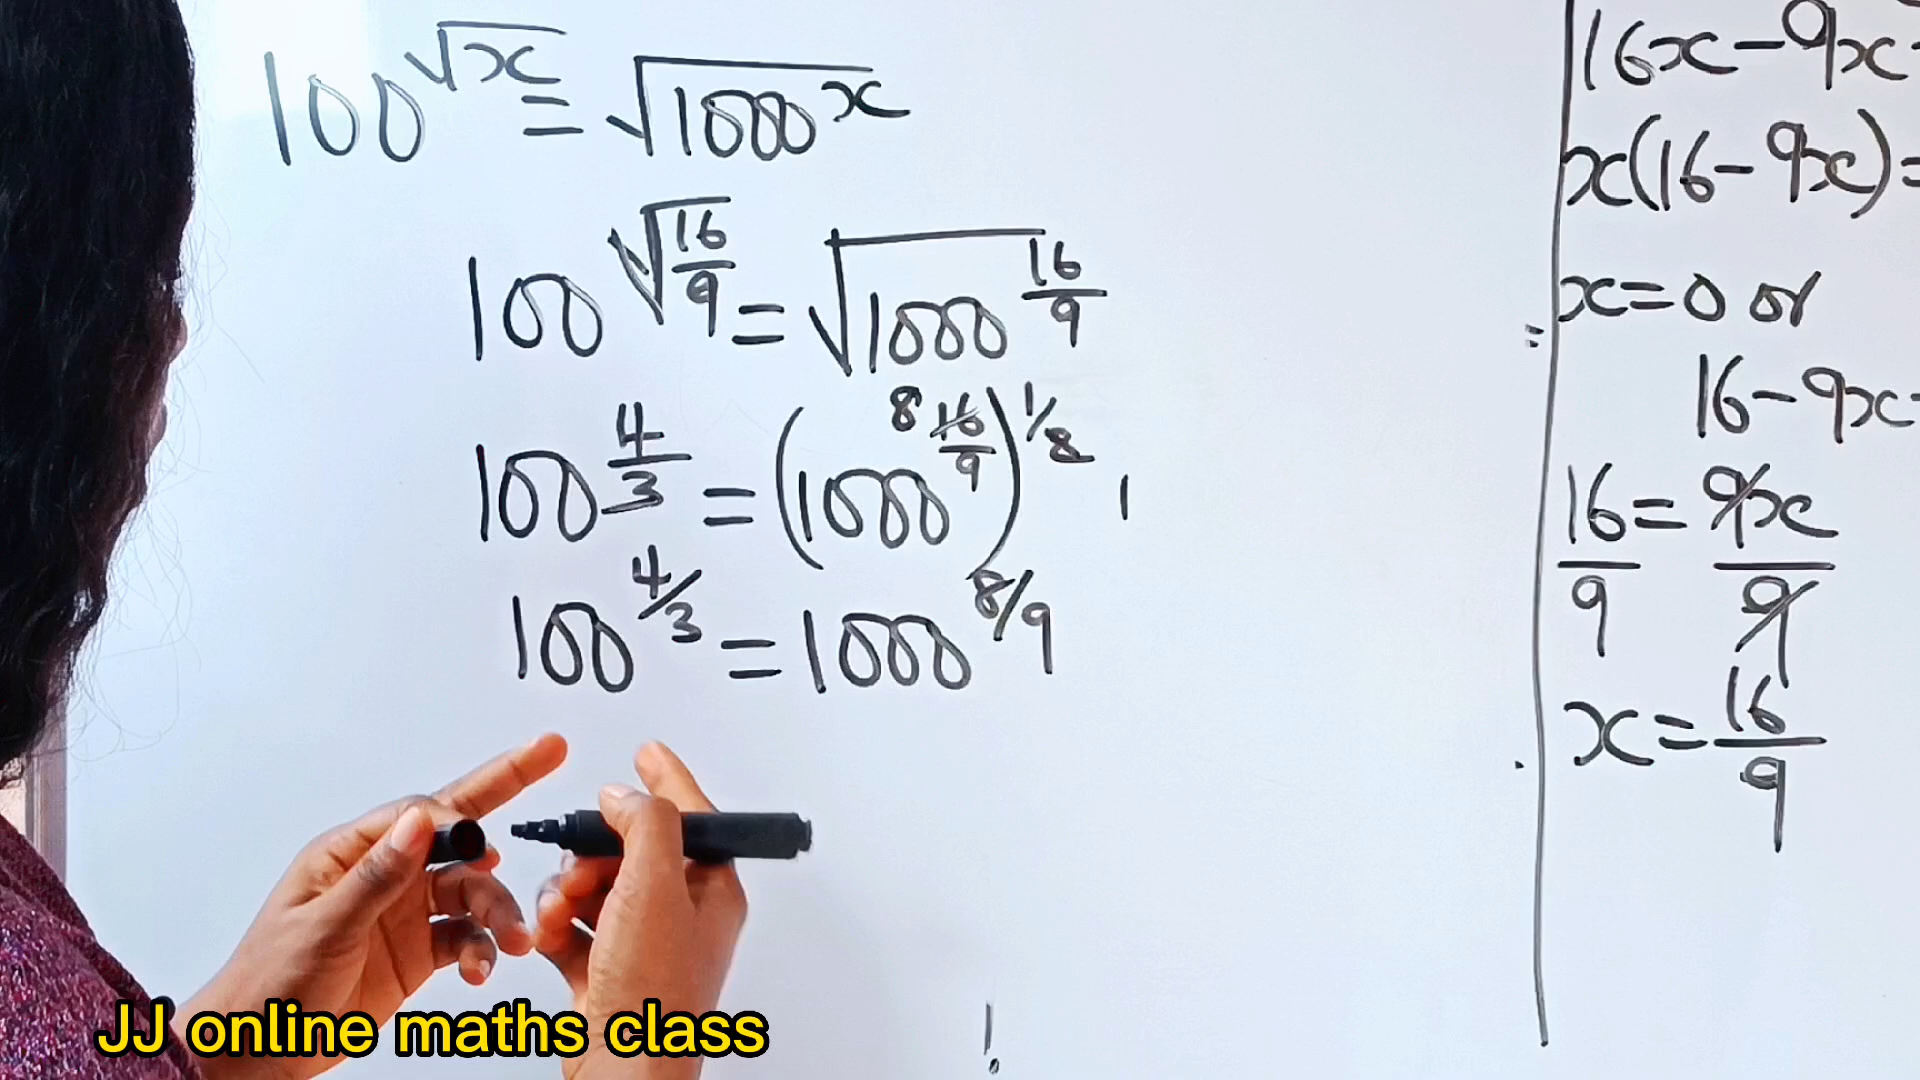 100^√x = √1000^x
100^√16/9 = √1000^16/9
100^4/3 = (1000^8 16/9)^1/2
100^4/3 = 1000^8/9
16x-9x
x(16-9x)=
x=0 or
16-9x=
16/9 = 9x/9
x=16/9
JJ online maths class